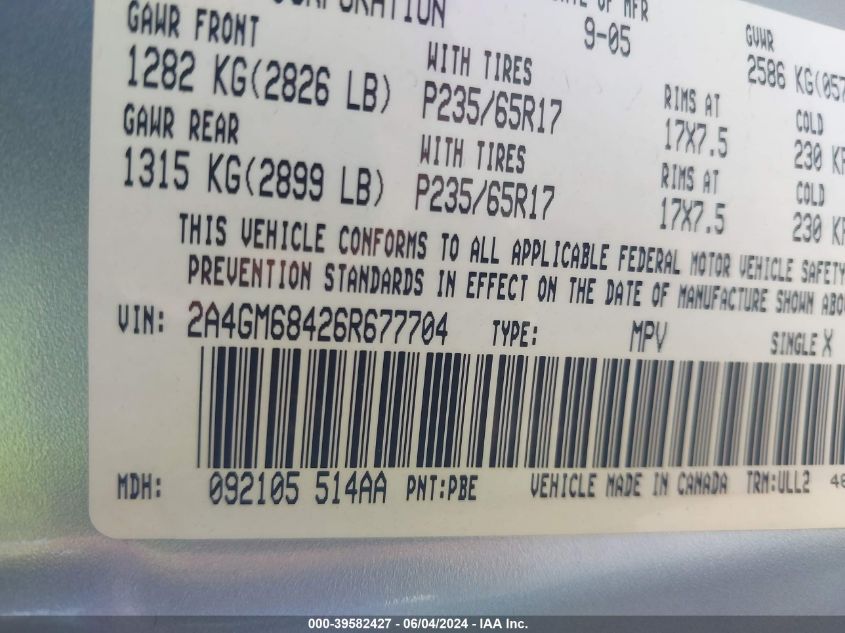 CORPORATION OF MFR
9-05 GVWR
GAWR FRONT WITH TIRES 2586 KG(057
1282 KG(2826 LB) P235/65R17 RIMS AT COLD
17X7.5 230
GAWR REAR WITH TIRES RIMS AT COLD
1315 KG(2899 LB) P235/65R17 17X7.5 230
THIS VEHICLE CONFORMS TO ALL APPLICABLE FEDERAL MOTOR VEHICLE SAFETY
PREVENTION STANDARDS IN EFFECT ON THE DATE OF MANUFACTURE SHOWN ABO
VIN: 2A4GM68426R677704 TYPE: MPV SINGLE X
MDH: 092105 514AA PNT:PBE VEHICLE MADE IN CANADA TRM:ULL2
000-39582427 - 06/04/2024 - IAA Inc.